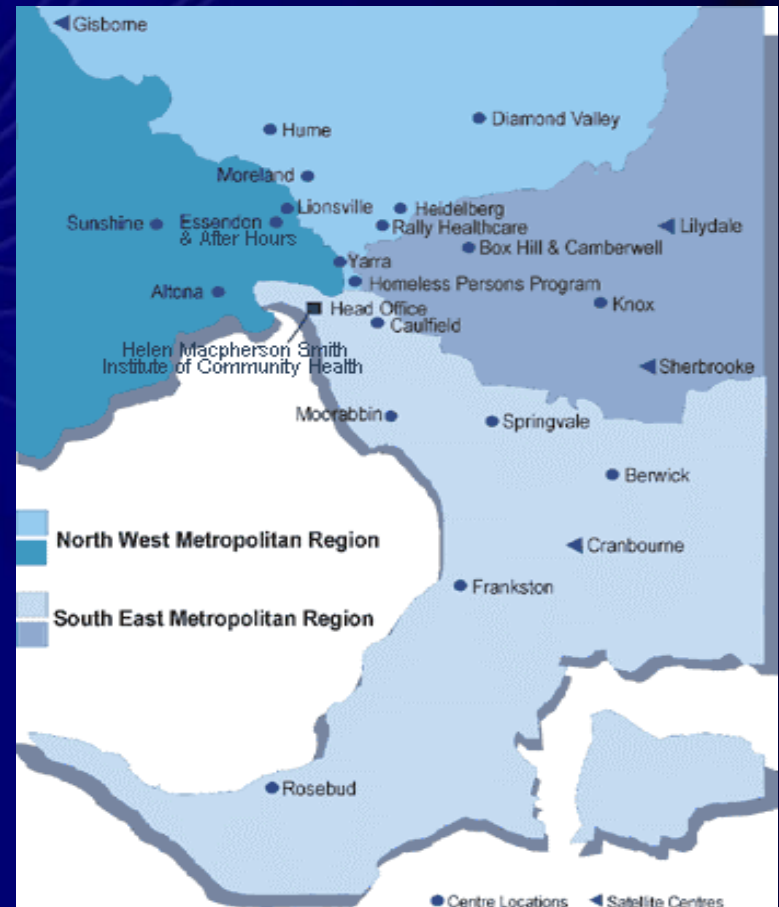 Gisborne
Diamond Valley
Hume
Moreland
Lionsville
Heidelberg
Sunshine
Essendon
& After Hours
Rally Healthcare
Lilydale
Box Hill & Camberwell
Yarra
Homeless Persons Program
Altona
Head Office
Knox
Caulfield
Helen Macpherson Smith
Institute of Community Health
Sherbrooke
Moorabbin
Springvale
Berwick
North West Metropolitan Region
Cranbourne
Frankston
South East Metropolitan Region
Rosebud
Centre Locations
Satellite Centres